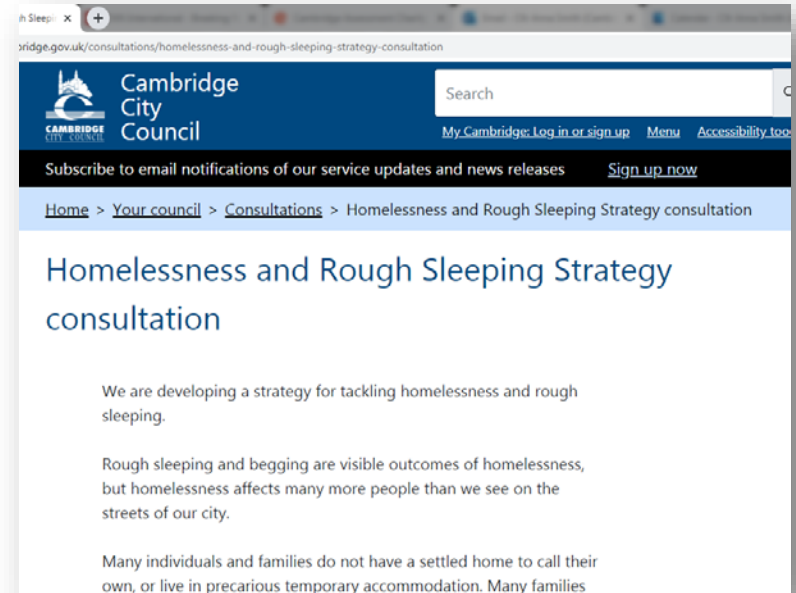 h Sleepi
bridge.gov.uk/consultations/homelessness-and-rough-sleeping-strategy-consultation
Cambridge
City
Council
CAMBRIDGE
CITY COUNCIL
Search
My Cambridge: Log in or sign up Menu Accessibility too
Subscribe to email notifications of our service updates and news releases Sign up now
Home > Your council > Consultations > Homelessness and Rough Sleeping Strategy consultation
Homelessness and Rough Sleeping Strategy
consultation
We are developing a strategy for tackling homelessness and rough
sleeping.
Rough sleeping and begging are visible outcomes of homelessness,
but homelessness affects many more people than we see on the
streets of our city.
Many individuals and families do not have a settled home to call their
own, or live in precarious temporary accommodation. Many families